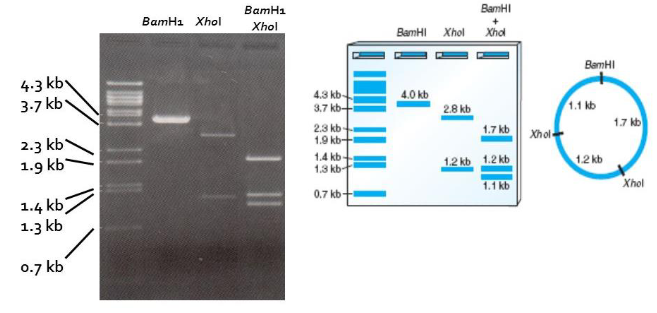 BamH1 XhoI BamH1
XhoI
4.3 kb
3.7 kb
2.3 kb
1.9 kb
1.4 kb
1.3 kb
0.7 kb
BamHI XhoI BamHI
+
XhoI
4.3 kb
3.7 kb
2.3 kb
1.9 kb
1.4 kb
1.3 kb
0.7 kb
4.0 kb
2.8 kb
1.2 kb
1.7 kb
1.2 kb
1.1 kb
BamHI
1.1 kb
1.7 kb
XhoI
1.2 kb
XhoI